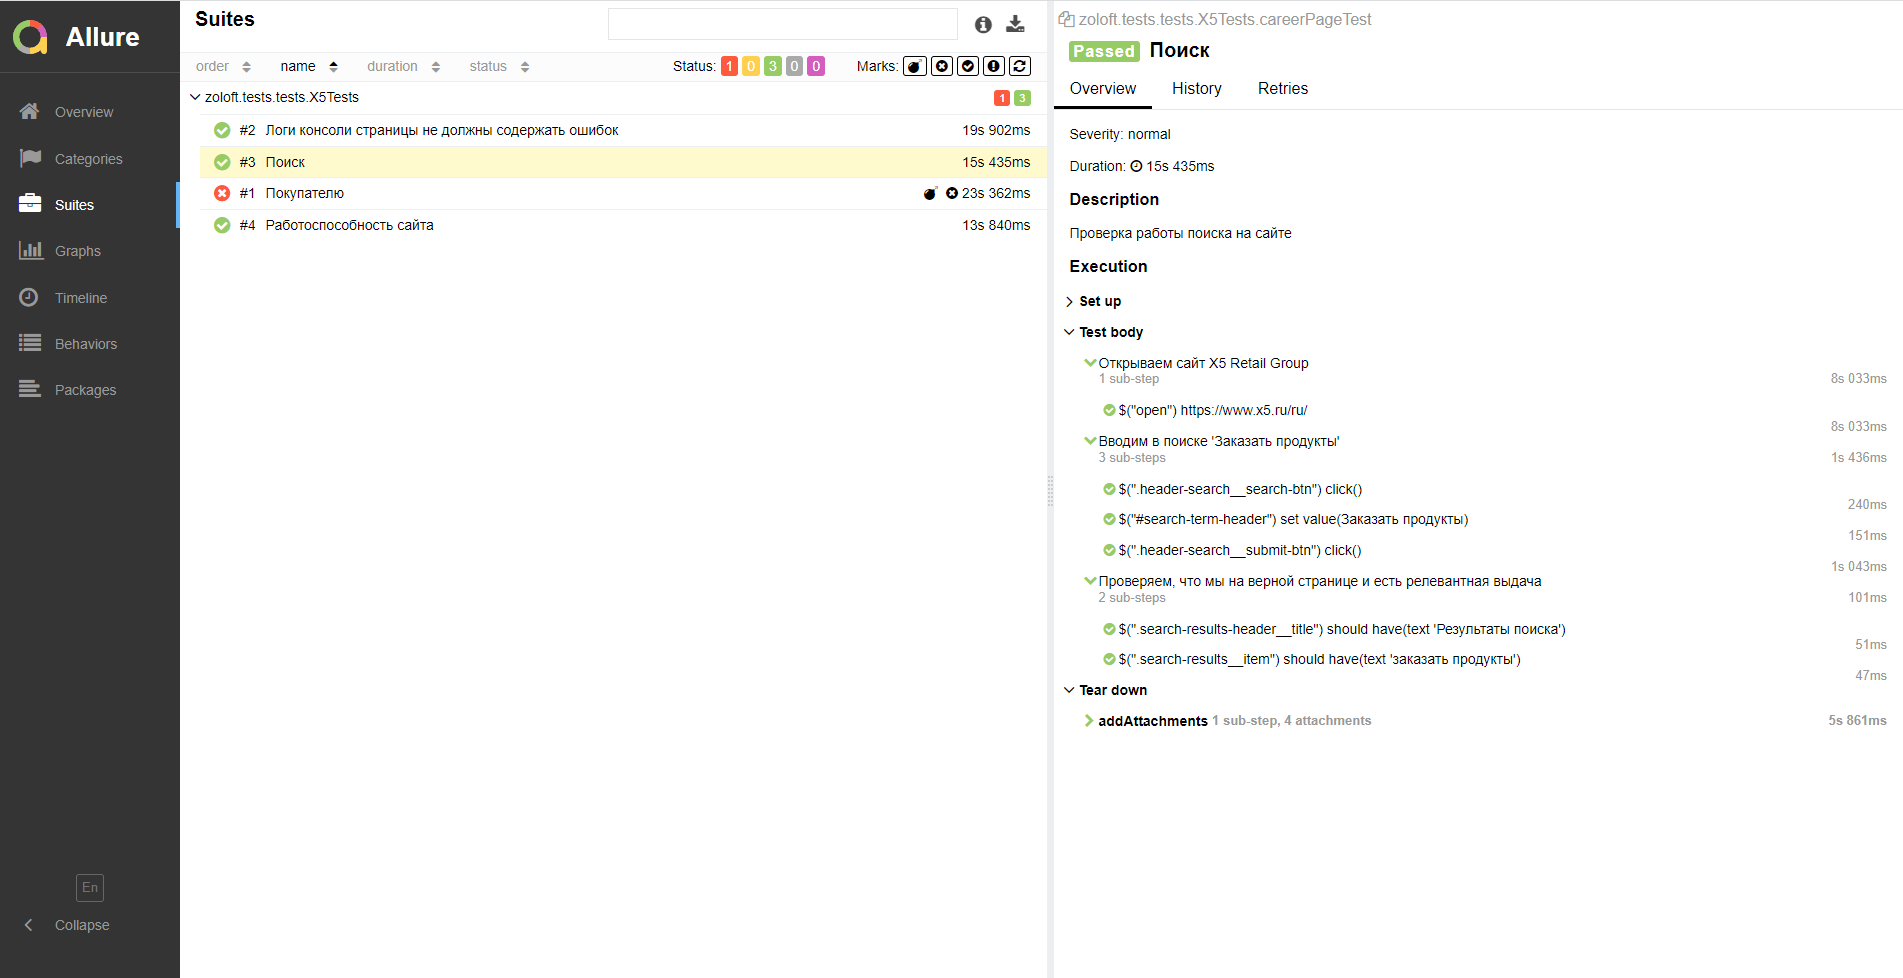 Allure
Overview
Categories
Suites
Graphs
Timeline
Behaviors
Packages
En
Collapse
Suites
order name duration status Status: 1 0 3 0 0 Marks:
zoloft.tests.tests.X5Tests 1 3
#2 Логи консоли страницы не должны содержать ошибок 19s 902ms
#3 Поиск 15s 435ms
#1 Покупателю 23s 362ms
#4 Работоспособность сайта 13s 840ms
zoloft.tests.tests.X5Tests.careerPageTest
Passed Поиск
Overview History Retries
Severity: normal
Duration: 15s 435ms
Description
Проверка работы поиска на сайте
Execution
Set up
Test body
Открываем сайт X5 Retail Group
1 sub-step 8s 033ms
$("open") https://www.x5.ru/ru/
8s 033ms
Вводим в поиске 'Заказать продукты'
3 sub-steps 1s 436ms
$(".header-search__search-btn") click()
240ms
$("#search-term-header") set value(Заказать продукты)
151ms
$(".header-search__submit-btn") click()
1s 043ms
Проверяем, что мы на верной странице и есть релевантная выдача
2 sub-steps 101ms
$(".search-results-header__title") should have(text 'Результаты поиска')
51ms
$(".search-results__item") should have(text 'заказать продукты')
47ms
Tear down
addAttachments 1 sub-step, 4 attachments 5s 861ms